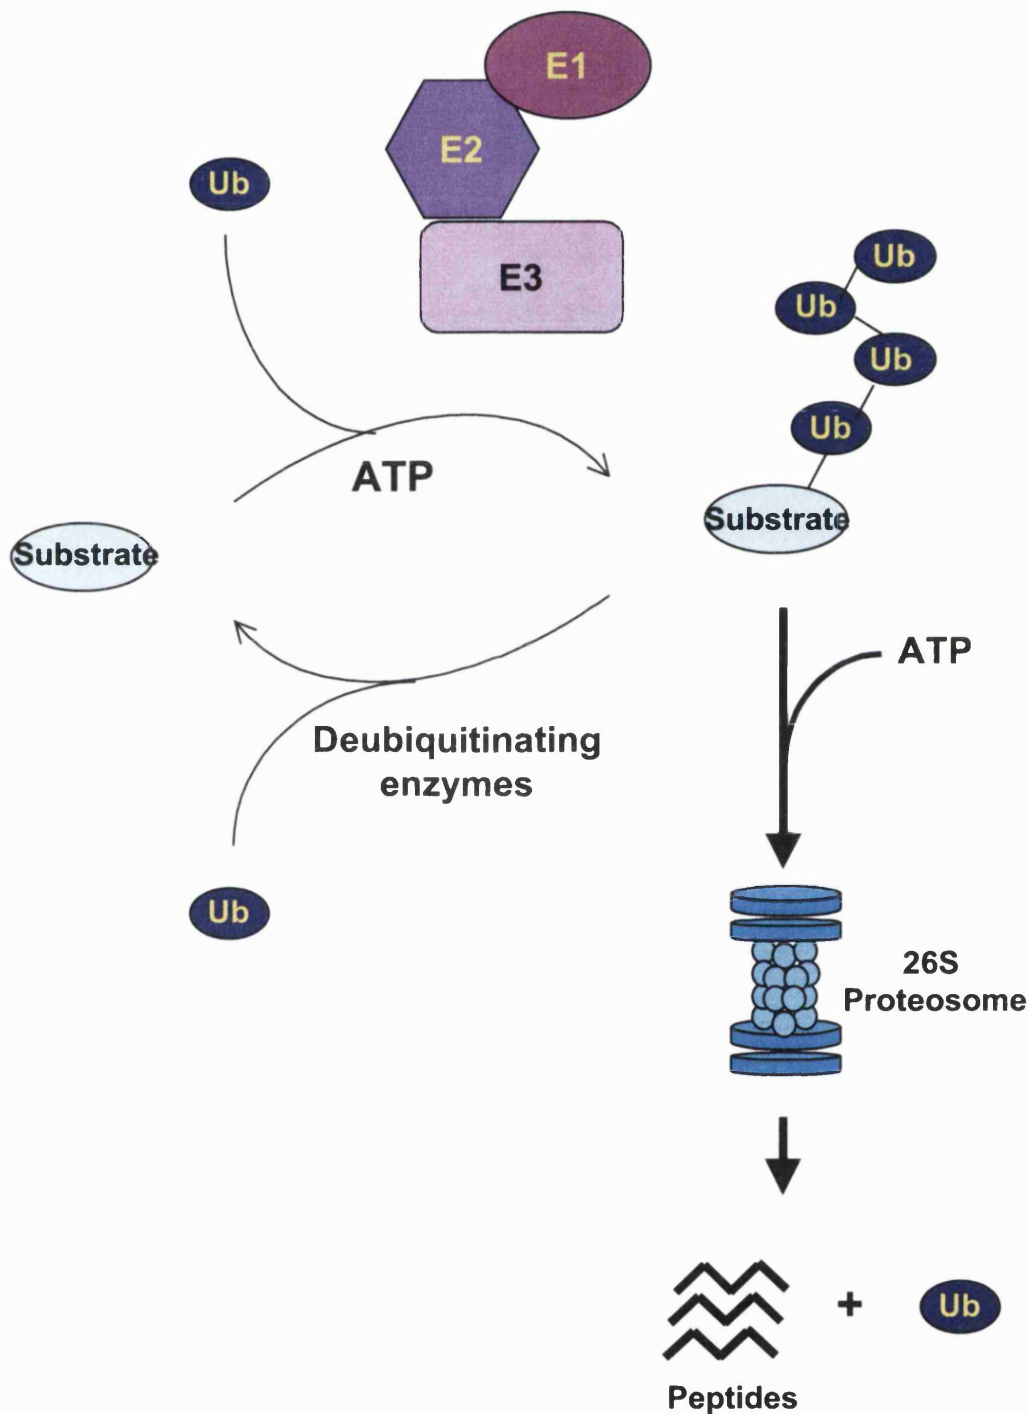 E1
E2
Ub
E3
Ub
Ub
Ub
Ub
ATP
Substrate
Substrate
ATP
Deubiquitinating
enzymes
Ub
26S
Proteosome
+
Ub
Peptides